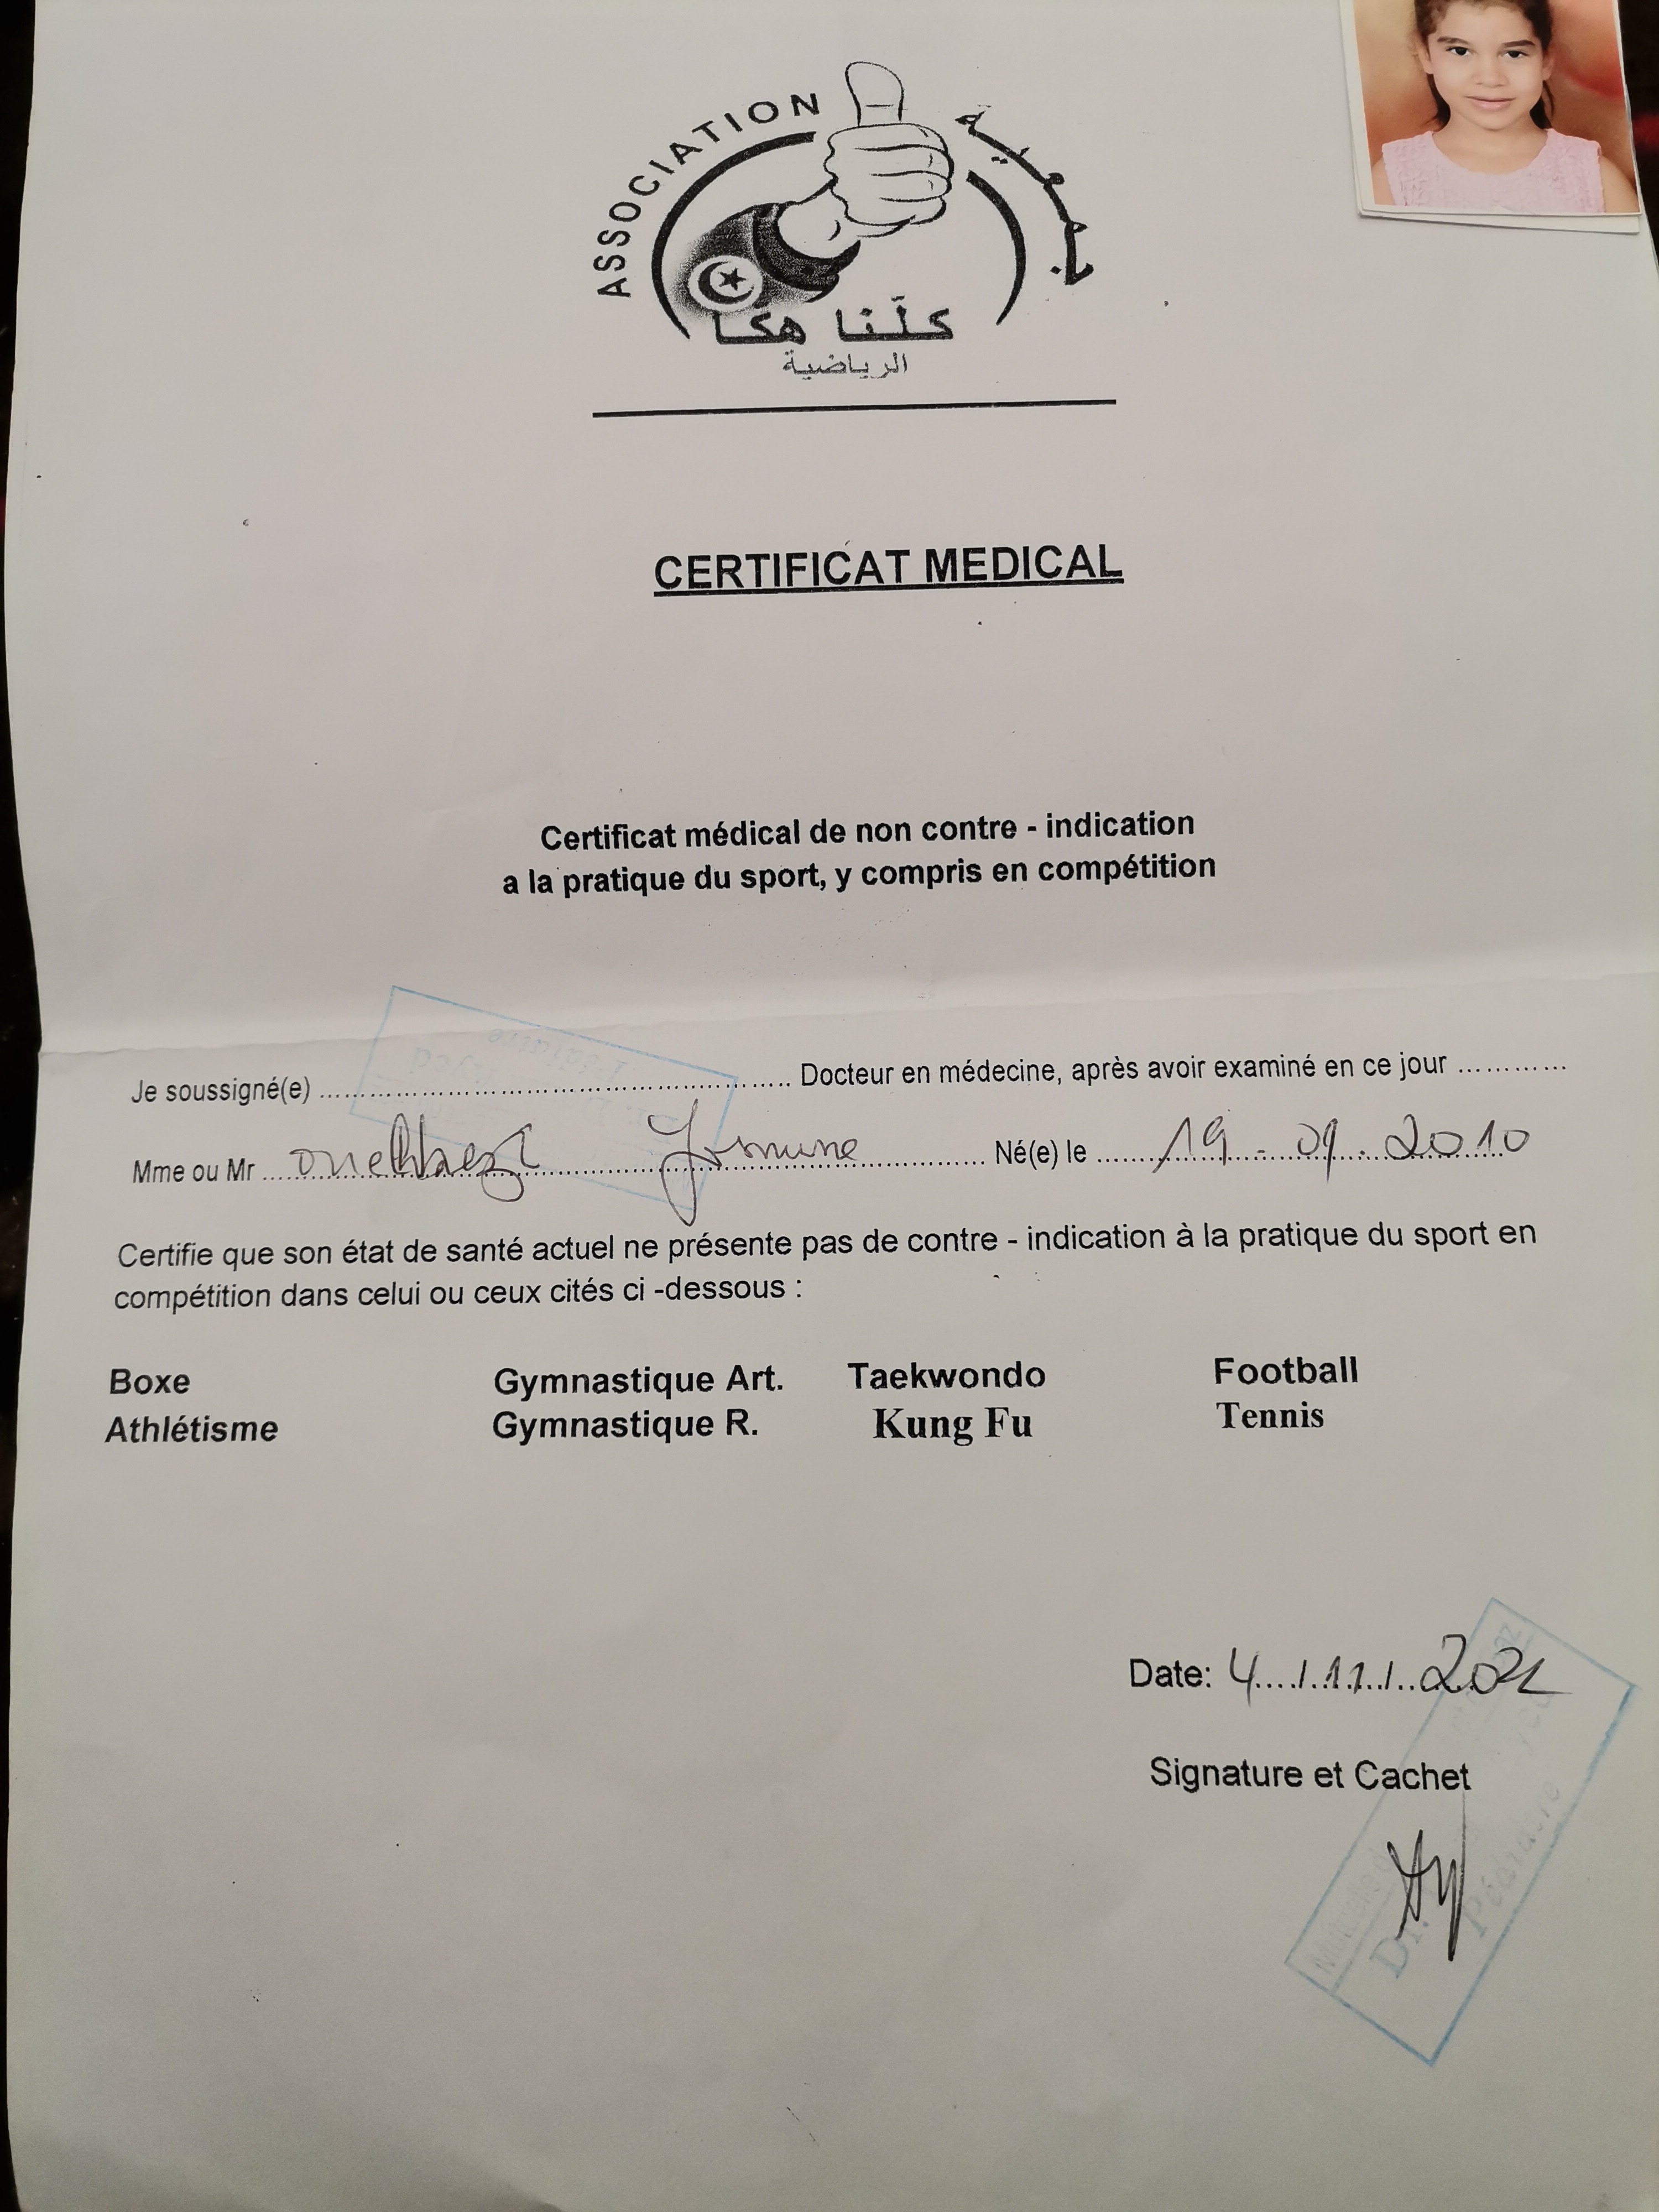 ASSOCIATION جمعية
كلّنا هكا
الرياضية
CERTIFICAT MEDICAL
Certificat médical de non contre - indication
a la pratique du sport, y compris en compétition
Je soussigné(e) .................................................. Docteur en médecine, après avoir examiné en ce jour ............
Mme ou Mr ........ Né(e) le 19 - 09 - 2010
Certifie que son état de santé actuel ne présente pas de contre - indication à la pratique du sport en
compétition dans celui ou ceux cités ci -dessous :
Boxe Gymnastique Art. Taekwondo Football
Athlétisme Gymnastique R. Kung Fu Tennis
Date: 4..../.11./..
Signature et Cachet
Dr.
Pédiatre